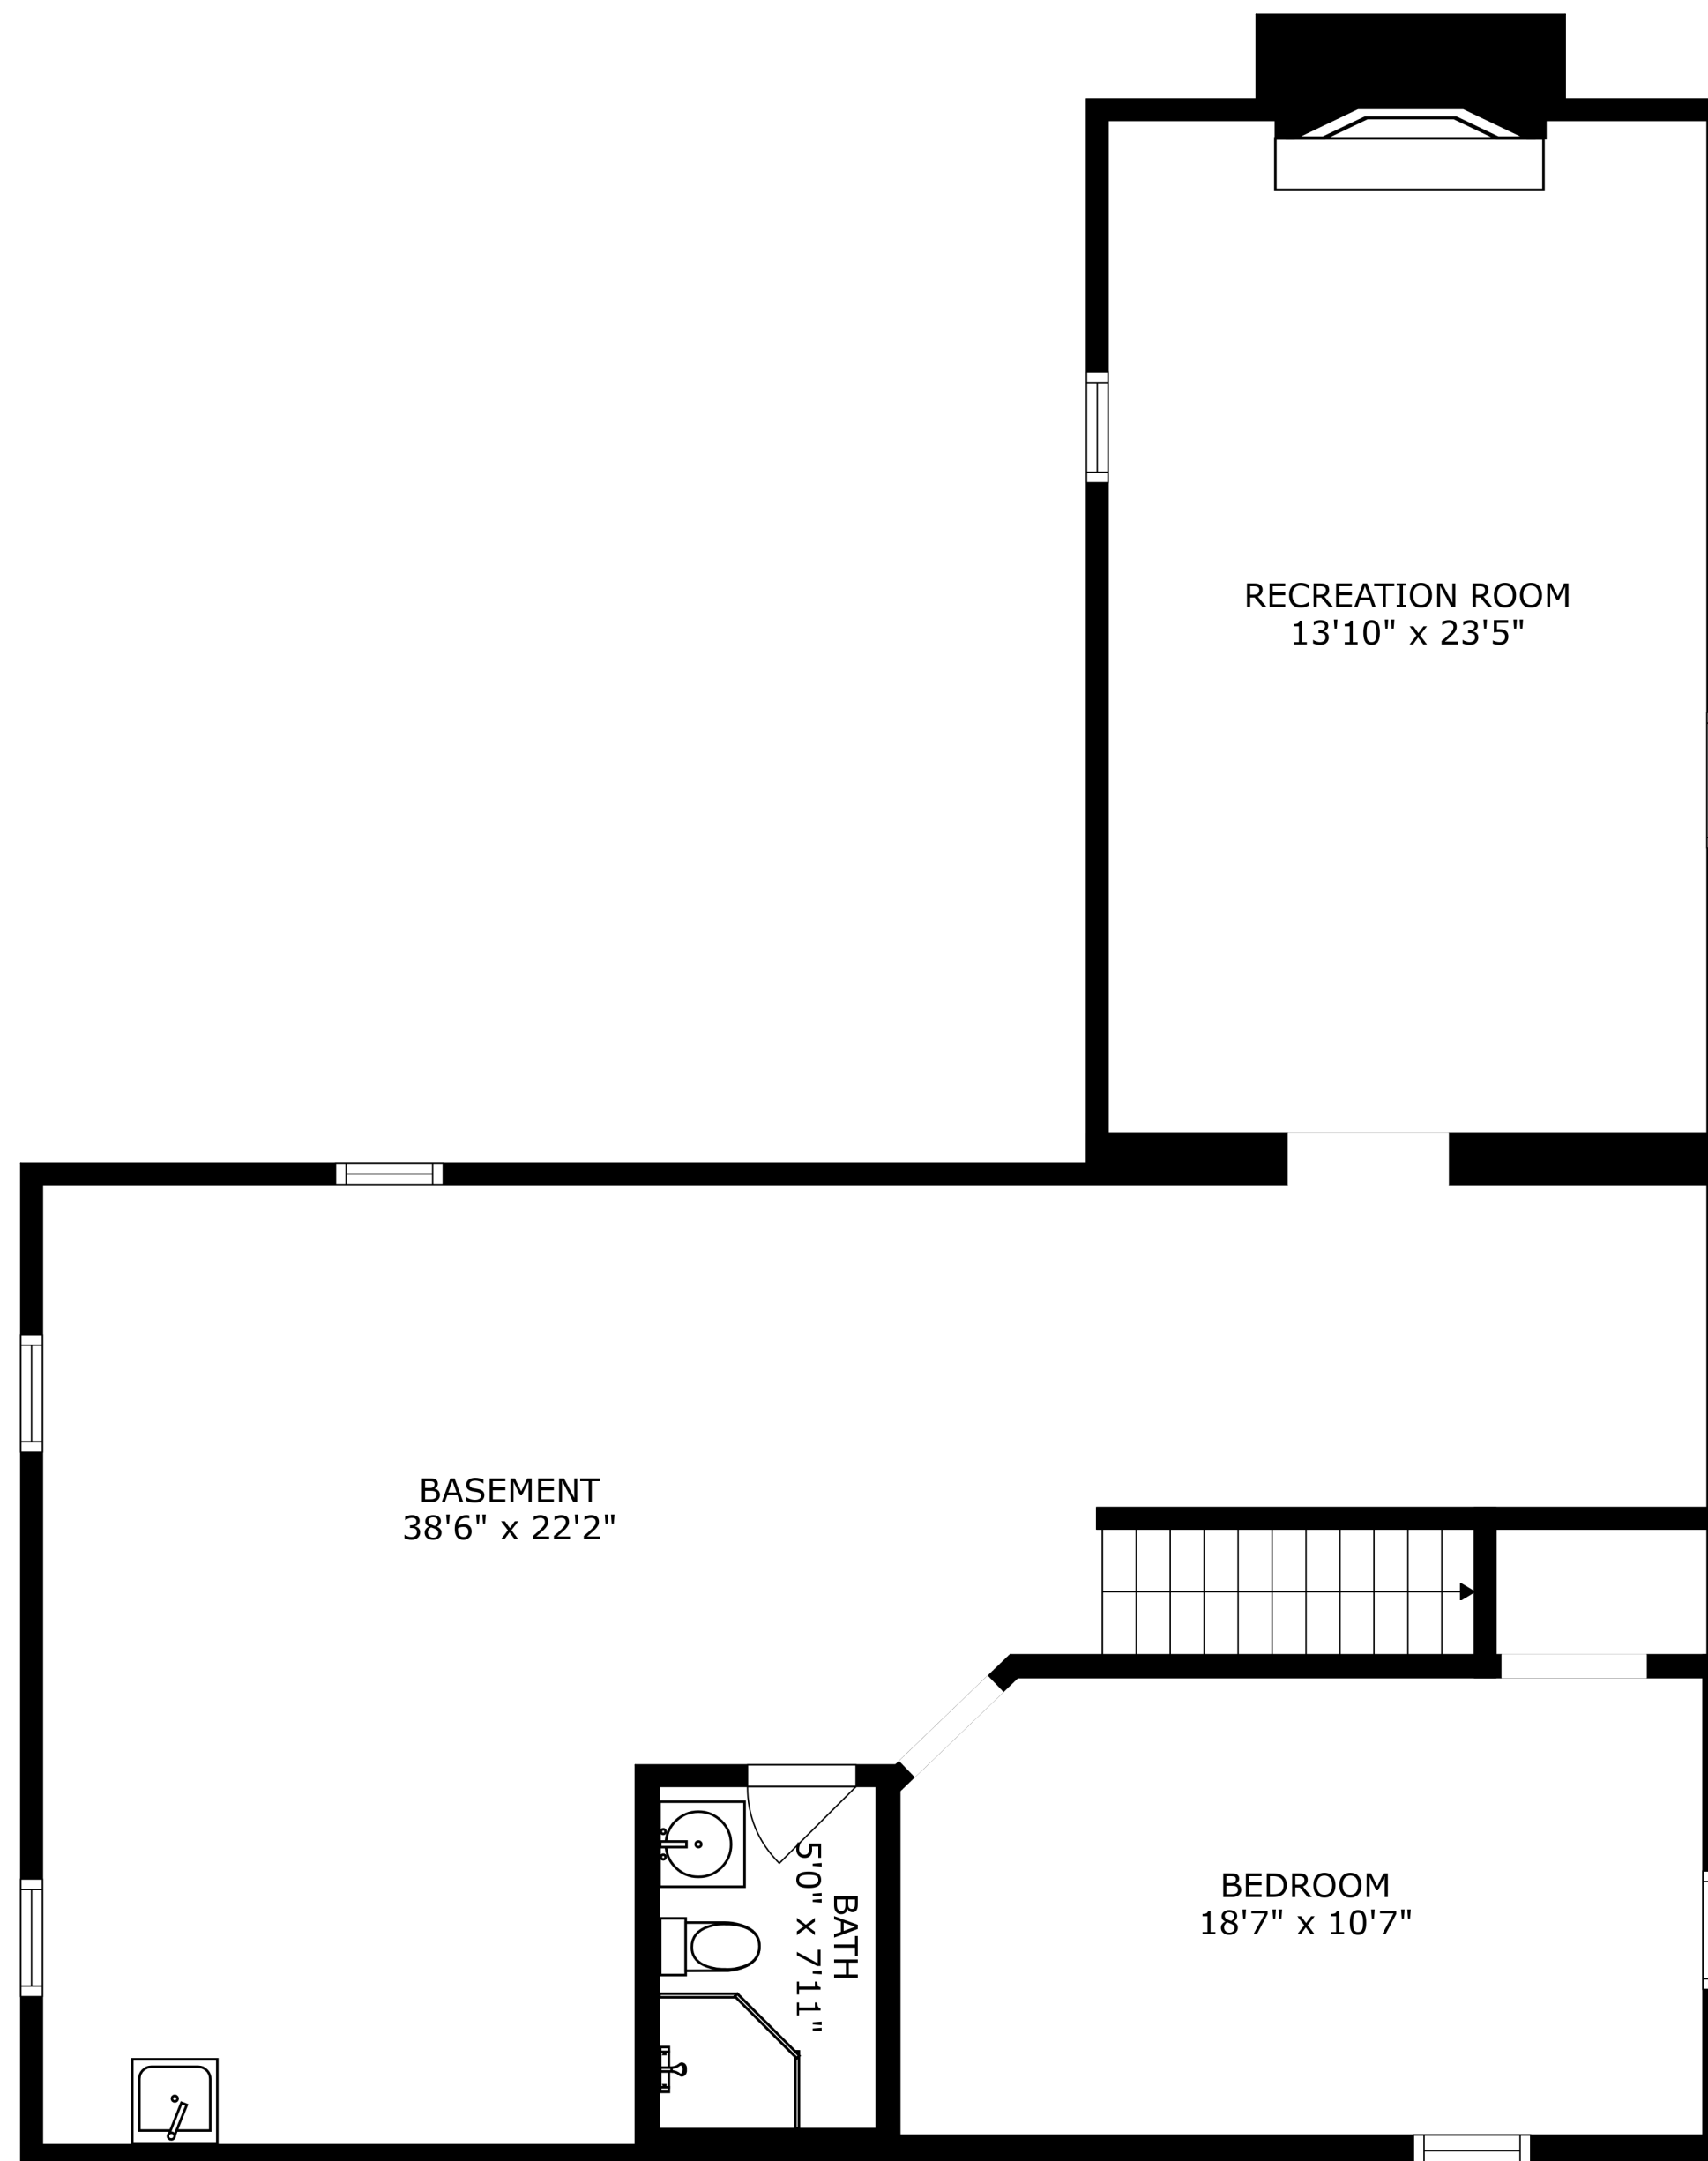 RECREATION ROOM
13'10" x 23'5"
BASEMENT
38'6" x 22'2"
BATH
5'0" x 7'11"
BEDROOM
18'7" x 10'7"